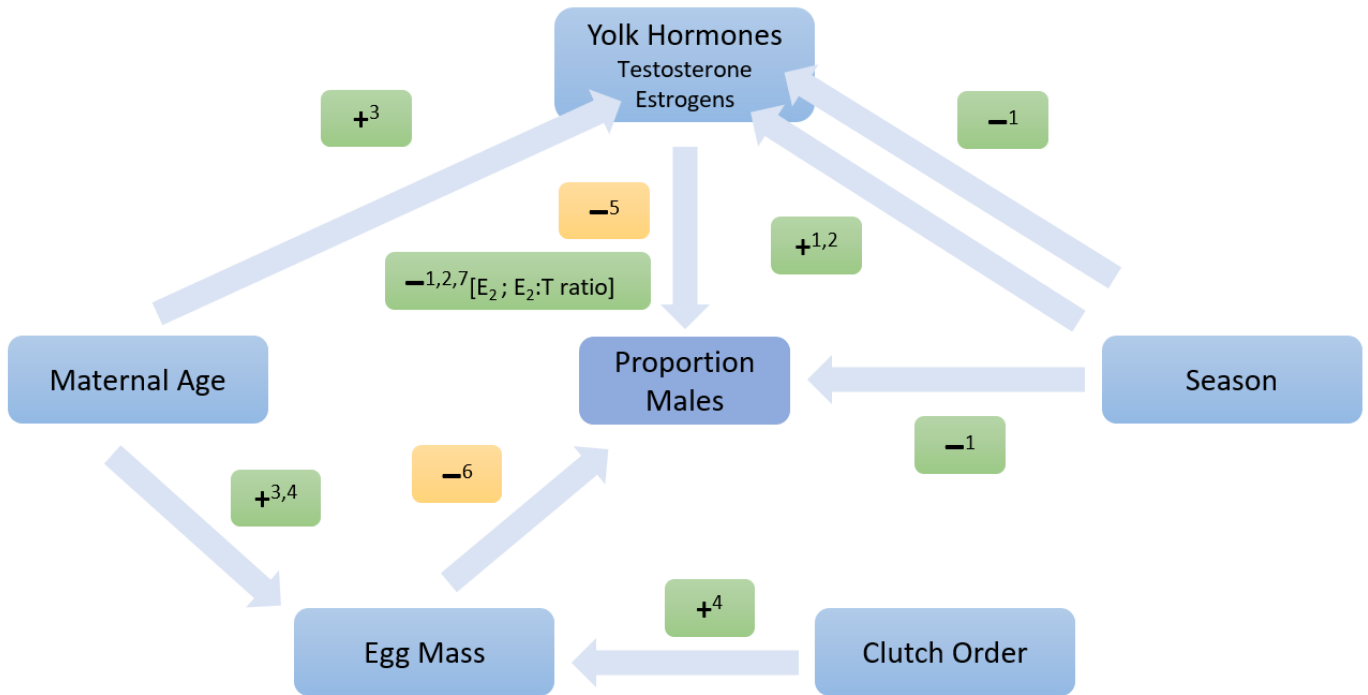 Yolk Hormones
Testosterone
Estrogens
+3
−1
−5
+1,2
−1,2,7[E2 ; E2:T ratio]
Maternal Age
Proportion
Males
Season
−1
−6
+3,4
+4
Egg Mass
Clutch Order